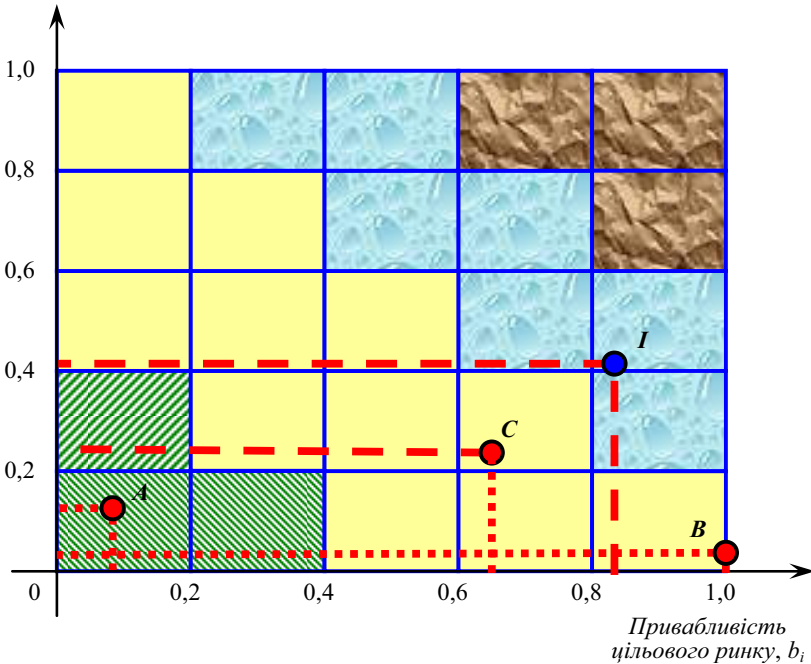 1,0
0,8
0,6
I
0,4
C
0,2
A
B
0 0,2 0,4 0,6 0,8 1,0
Привабливість
цільового ринку, bi